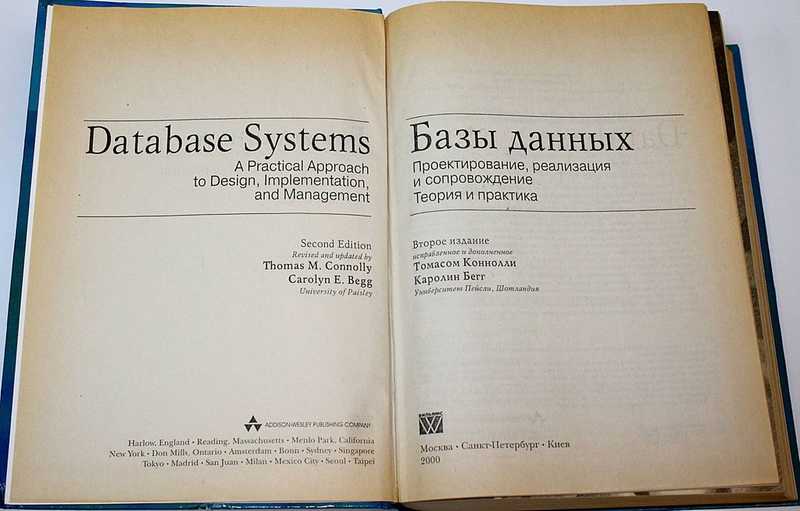 Database Systems
A Practical Approach
to Design, Implementation,
and Management
Second Edition
Revised and updated by
Thomas M. Connolly
Carolyn E. Begg
University of Paisley
ADDISON-WESLEY PUBLISHING COMPANY
Harlow, England • Reading, Massachusetts • Menlo Park, California
New York • Don Mills, Ontario • Amsterdam • Bonn • Sydney • Singapore
Tokyo • Madrid • San Juan • Milan • Mexico City • Seoul • Taipei
Базы данных
Проектирование, реализация
и сопровождение
Теория и практика
Второе издание
исправленное и дополненное
Томасом Коннолли
Каролин Бегг
Университет Пейсли, Шотландия
ВИЛЬЯМС
Москва • Санкт-Петербург • Киев
2000